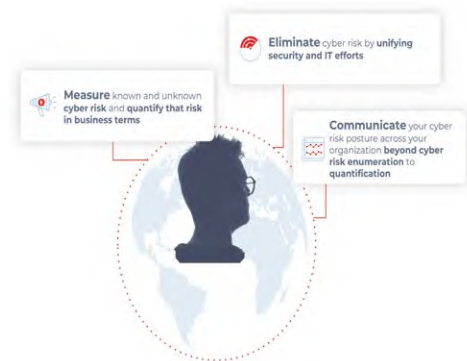 Eliminate cyber risk by unifying
security and IT efforts
Measure known and unknown
cyber risk and quantify that risk
in business terms
Communicate your cyber
risk posture across your
organization beyond cyber
risk enumeration to
quantification